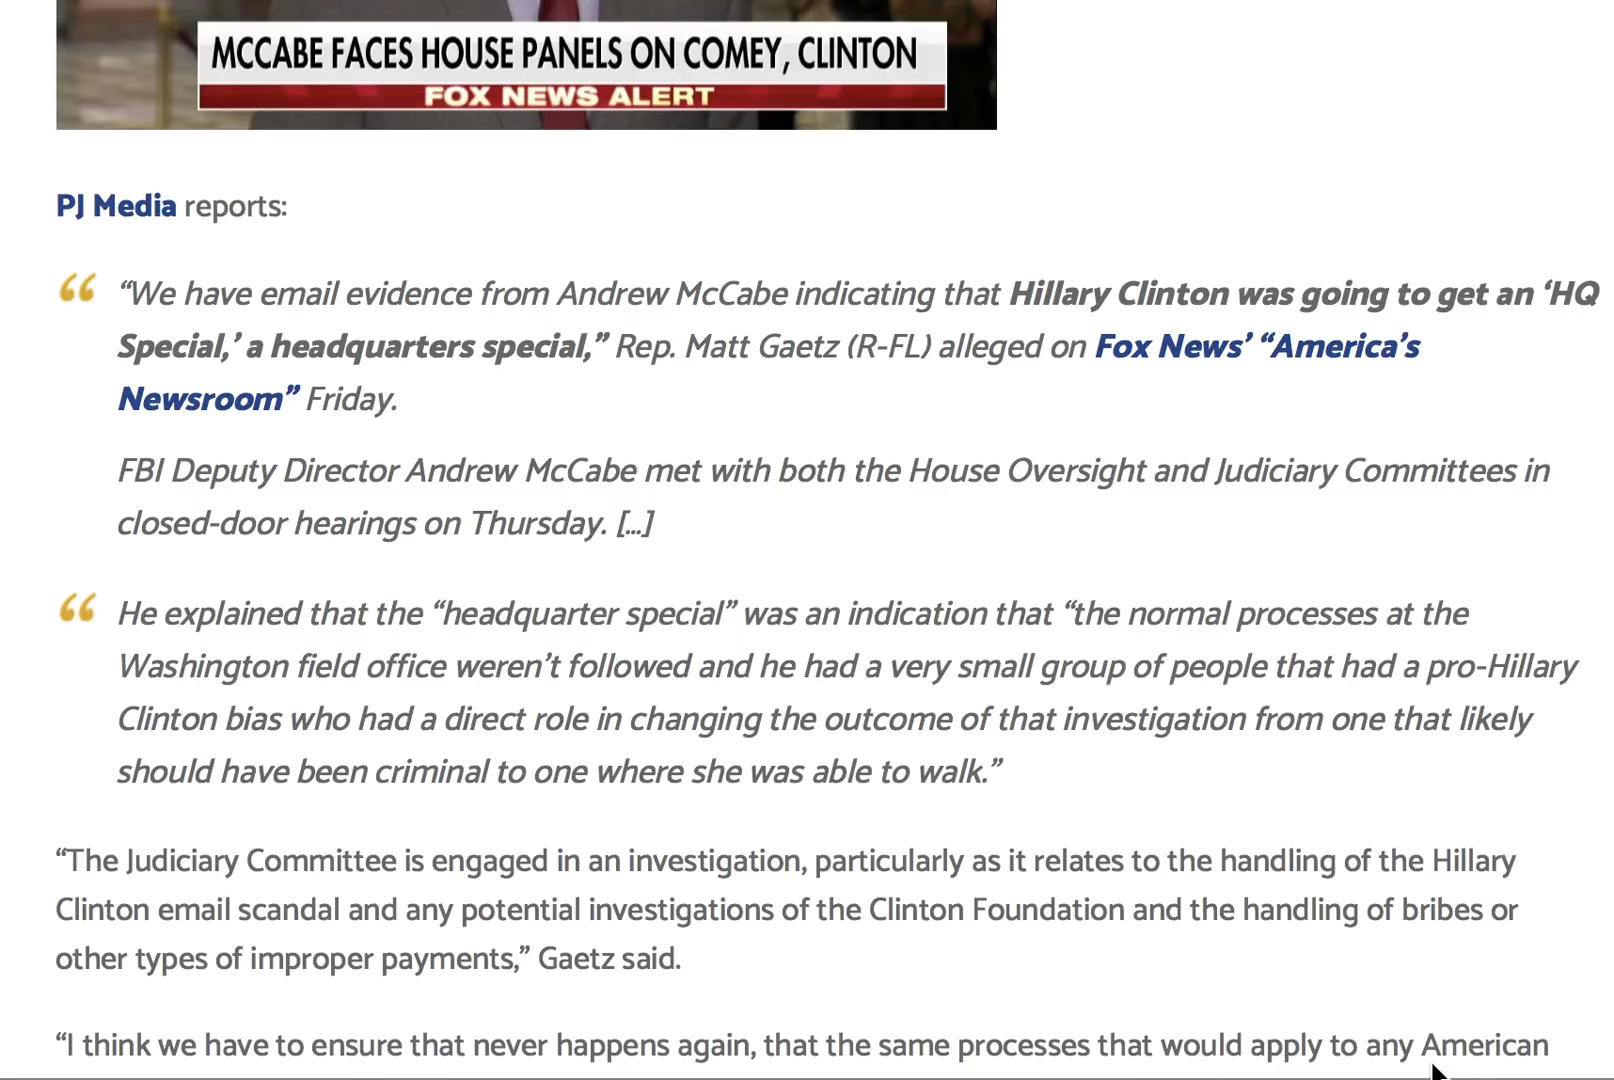 MCCABE FACES HOUSE PANELS ON COMEY, CLINTON
FOX NEWS ALERT
PJ Media reports:
“We have email evidence from Andrew McCabe indicating that Hillary Clinton was going to get an ‘HQ
Special,’ a headquarters special,” Rep. Matt Gaetz (R-FL) alleged on Fox News’ “America’s
Newsroom” Friday.
FBI Deputy Director Andrew McCabe met with both the House Oversight and Judiciary Committees in
closed-door hearings on Thursday. […]
He explained that the “headquarter special” was an indication that “the normal processes at the
Washington field office weren’t followed and he had a very small group of people that had a pro-Hillary
Clinton bias who had a direct role in changing the outcome of that investigation from one that likely
should have been criminal to one where she was able to walk.”
“The Judiciary Committee is engaged in an investigation, particularly as it relates to the handling of the Hillary
Clinton email scandal and any potential investigations of the Clinton Foundation and the handling of bribes or
other types of improper payments,” Gaetz said.
“I think we have to ensure that never happens again, that the same processes that would apply to any American